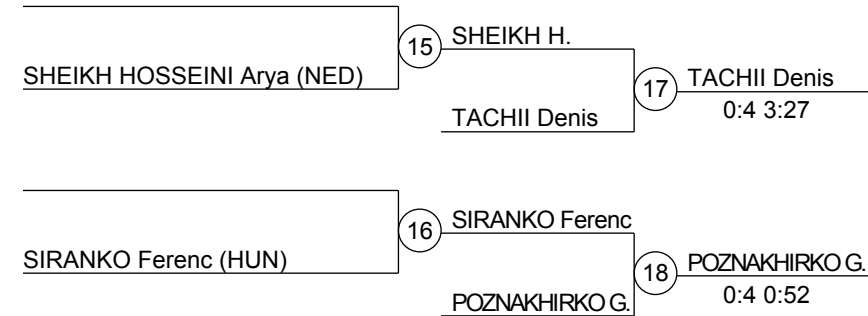 15
SHEIKH H.
SHEIKH HOSSEINI Arya (NED)
17
TACHII Denis
0:4 3:27
TACHII Denis
16
SIRANKO Ferenc
SIRANKO Ferenc (HUN)
18
POZNAKHIRKO G.
0:4 0:52
POZNAKHIRKO G.